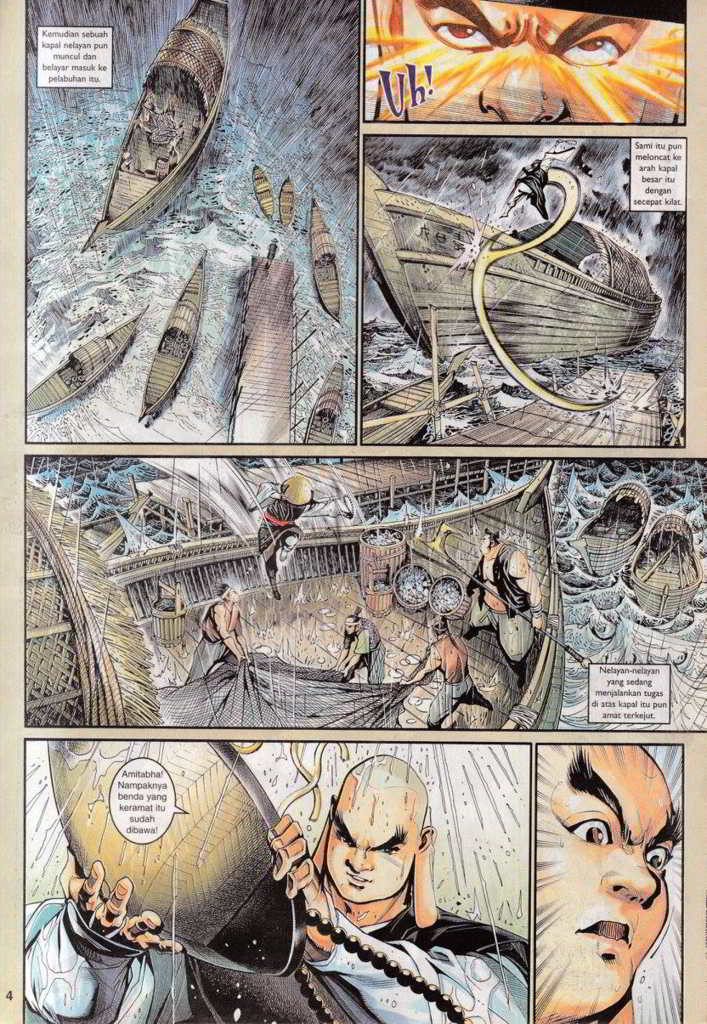 Kemudian sebuah
kapal nelayan pun
muncul dan
belayar masuk ke
pelabuhan itu.
Uh!
Sami itu pun
meloncat ke
arah kapal
besar itu
dengan
secepat kilat.
Nelayan-nelayan
yang sedang
menjalankan tugas
di atas kapal itu pun
amat terkejut.
Amitabha!
Nampaknya
benda yang
keramat itu
sudah
dibawa!
4